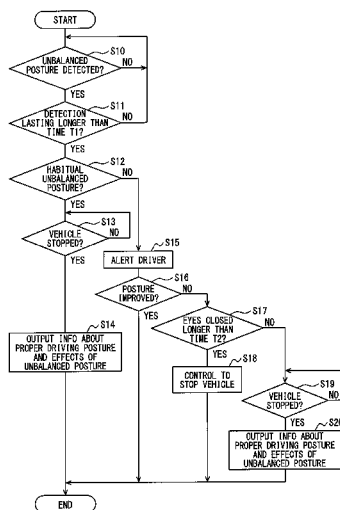 START
S10
UNBALANCED
POSTURE DETECTED?
NO
YES
S11
DETECTION
LASTING LONGER THAN
TIME T1?
NO
YES
S12
HABITUAL
UNBALANCED
POSTURE?
NO
YES
S13
VEHICLE
STOPPED?
NO
YES
S15
ALERT DRIVER
S16
POSTURE
IMPROVED?
NO
YES
S17
EYES CLOSED
LONGER THAN
TIME T2?
NO
YES
S14
OUTPUT INFO ABOUT
PROPER DRIVING POSTURE
AND EFFECTS OF
UNBALANCED POSTURE
S18
CONTROL TO
STOP VEHICLE
S19
VEHICLE
STOPPED?
NO
YES
S20
OUTPUT INFO ABOUT
PROPER DRIVING POSTURE
AND EFFECTS OF
UNBALANCED POSTURE
END